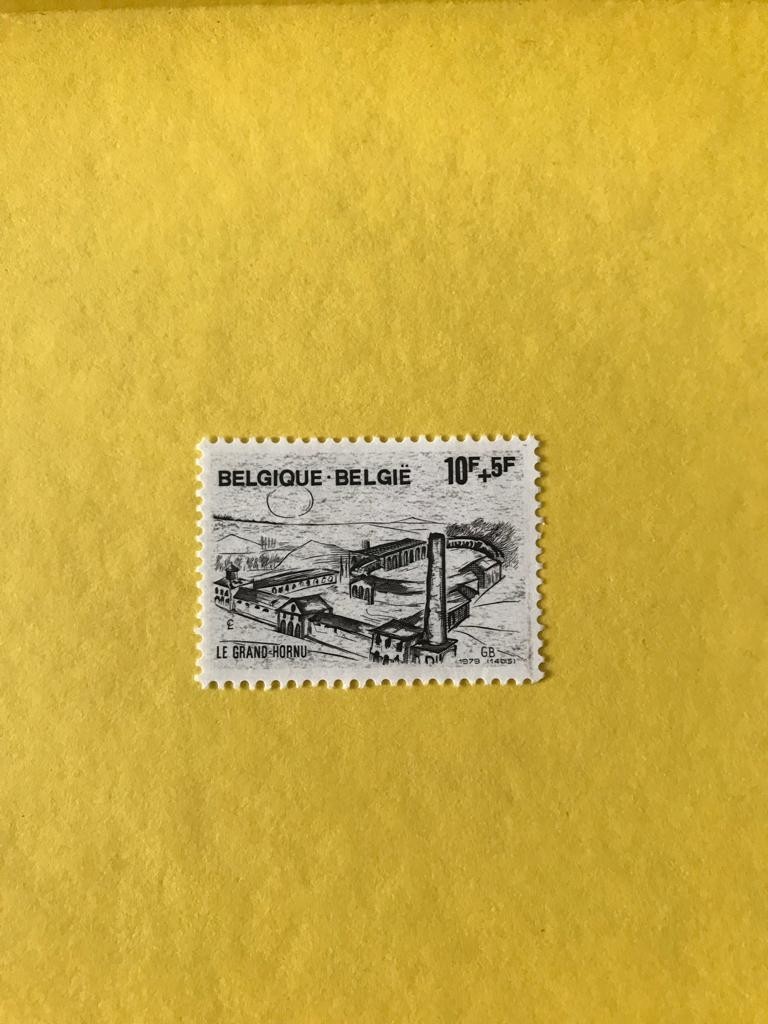 BELGIQUE · BELGIË 10F+5F
LE GRAND-HORNU
GB
1979